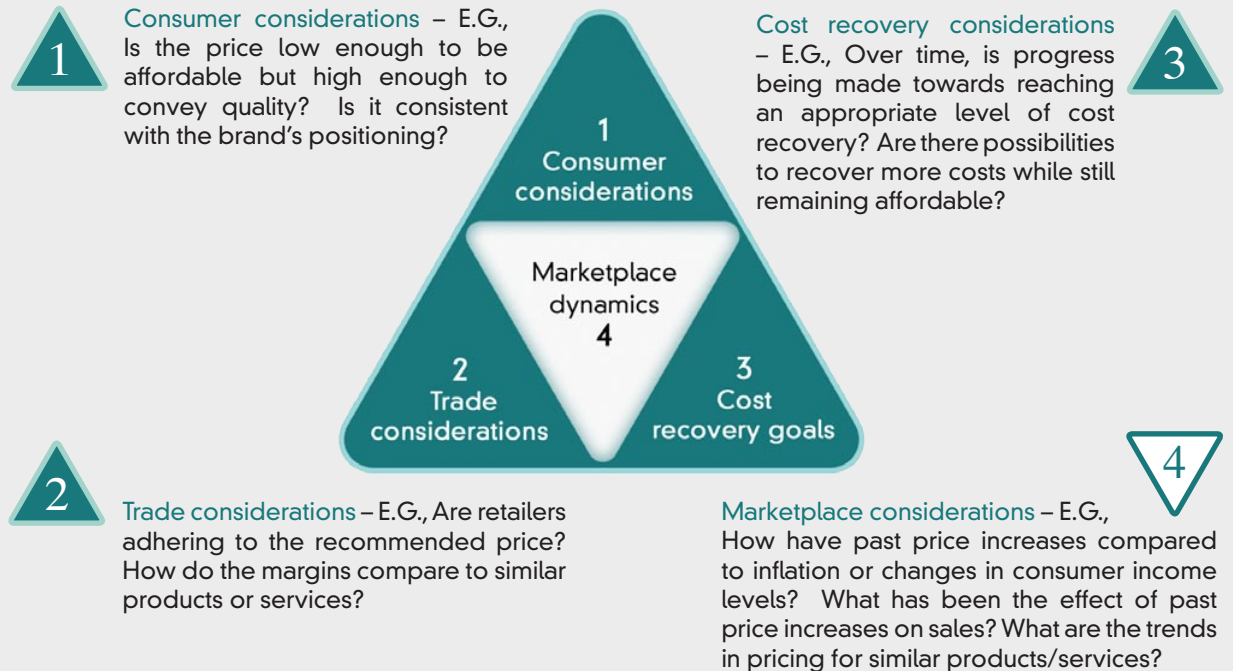 1
Consumer considerations – E.G.,
Is the price low enough to be
affordable but high enough to
convey quality? Is it consistent
with the brand's positioning?
Cost recovery considerations
– E.G., Over time, is progress
being made towards reaching
an appropriate level of cost
recovery? Are there possibilities
to recover more costs while still
remaining affordable?
3
1
Consumer
considerations
Marketplace
dynamics
4
2
Trade
considerations
3
Cost
recovery goals
2
Trade considerations – E.G., Are retailers
adhering to the recommended price?
How do the margins compare to similar
products or services?
4
Marketplace considerations – E.G.,
How have past price increases compared
to inflation or changes in consumer income
levels? What has been the effect of past
price increases on sales? What are the trends
in pricing for similar products/services?